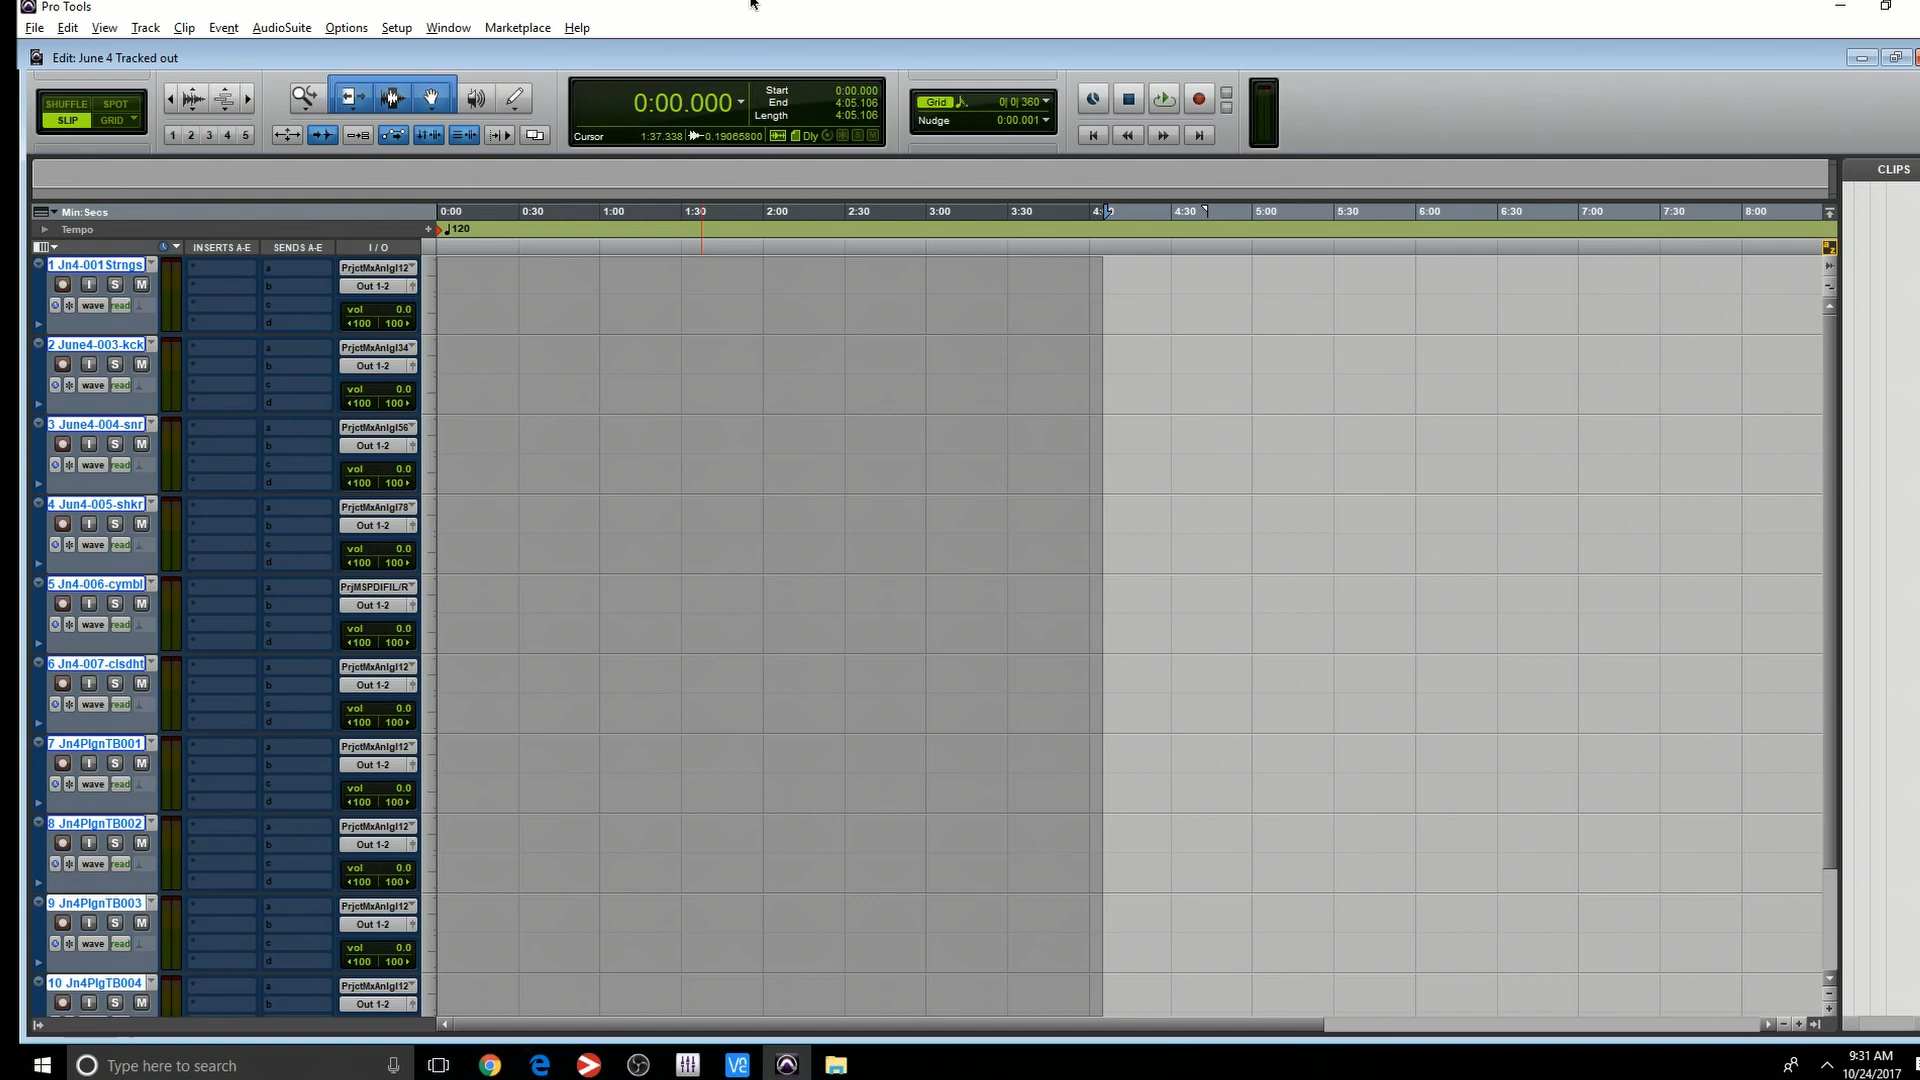 Pro Tools
File Edit View Track Clip Event AudioSuite Options Setup Window Marketplace Help
Edit: June 4 Tracked out
SHUFFLE SPOT
SLIP GRID
1 2 3 4 5
0:00.000
Start 0:00.000
End 4:05.106
Length 4:05.106
Cursor 1:37.338 -0.19065800 Dly S M
Grid 0| 0| 360
Nudge 0:00.001
CLIPS
Min:Secs 0:00 0:30 1:00 1:30 2:00 2:30 3:00 3:30 4:30 5:00 5:30 6:00 6:30 7:00 7:30 8:00
Tempo + 120
INSERTS A-E SENDS A-E I / O
1 Jn4-001Strngs a PrjctMxAnlgI12
I S M b Out 1-2
wave read c vol 0.0
d 100 100
2 June4-003-kck a PrjctMxAnlgI34
I S M b Out 1-2
wave read c vol 0.0
d 100 100
3 June4-004-snr a PrjctMxAnlgI56
I S M b Out 1-2
wave read c vol 0.0
d 100 100
4 Jun4-005-shkr a PrjctMxAnlgI78
I S M b Out 1-2
wave read c vol 0.0
d 100 100
5 Jn4-006-cymbl a PrjMSPDIFIL/R
I S M b Out 1-2
wave read c vol 0.0
d 100 100
6 Jn4-007-clsdht a PrjctMxAnlgI12
I S M b Out 1-2
wave read c vol 0.0
d 100 100
7 Jn4PlgnTB001 a PrjctMxAnlgI12
I S M b Out 1-2
wave read c vol 0.0
d 100 100
8 Jn4PlgnTB002 a PrjctMxAnlgI12
I S M b Out 1-2
wave read c vol 0.0
d 100 100
9 Jn4PlgnTB003 a PrjctMxAnlgI12
I S M b Out 1-2
wave read c vol 0.0
d 100 100
10 Jn4PlgTB004 a PrjctMxAnlgI12
I S M b Out 1-2
Type here to search
9:31 AM
10/24/2017